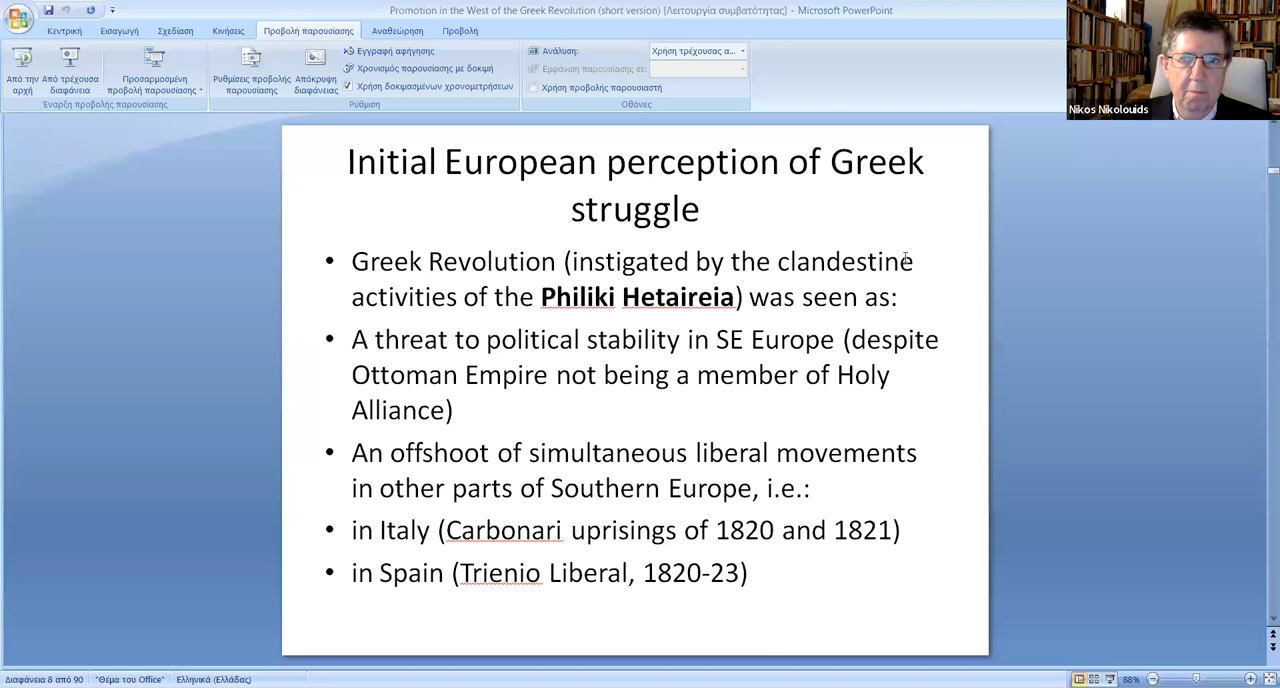 Promotion in the West of the Greek Revolution (short version) [Λειτουργία συμβατότητας] - Microsoft PowerPoint
Κεντρική Εισαγωγή Σχεδίαση Κινήσεις Προβολή παρουσίασης Αναθεώρηση Προβολή
Από την αρχή
Από τρέχουσα διαφάνεια
Προσαρμοσμένη προβολή παρουσίασης
Έναρξη προβολής παρουσίασης
Ρυθμίσεις προβολής παρουσίασης
Απόκρυψη διαφάνειας
Εγγραφή αφήγησης
Χρονισμός παρουσίασης με δοκιμή
Χρήση δοκιμασμένων χρονομετρήσεων
Ρύθμιση
Ανάλυση: Χρήση τρέχουσας α...
Εμφάνιση παρουσίασης σε:
Χρήση προβολής παρουσιαστή
Οθόνες
Nikos Nikolouids
Initial European perception of Greek
struggle
• Greek Revolution (instigated by the clandestine
activities of the Philiki Hetaireia) was seen as:
• A threat to political stability in SE Europe (despite
Ottoman Empire not being a member of Holy
Alliance)
• An offshoot of simultaneous liberal movements
in other parts of Southern Europe, i.e.:
• in Italy (Carbonari uprisings of 1820 and 1821)
• in Spain (Trienio Liberal, 1820-23)
Διαφάνεια 8 από 90 "Θέμα του Office" Ελληνικά (Ελλάδας) 88%